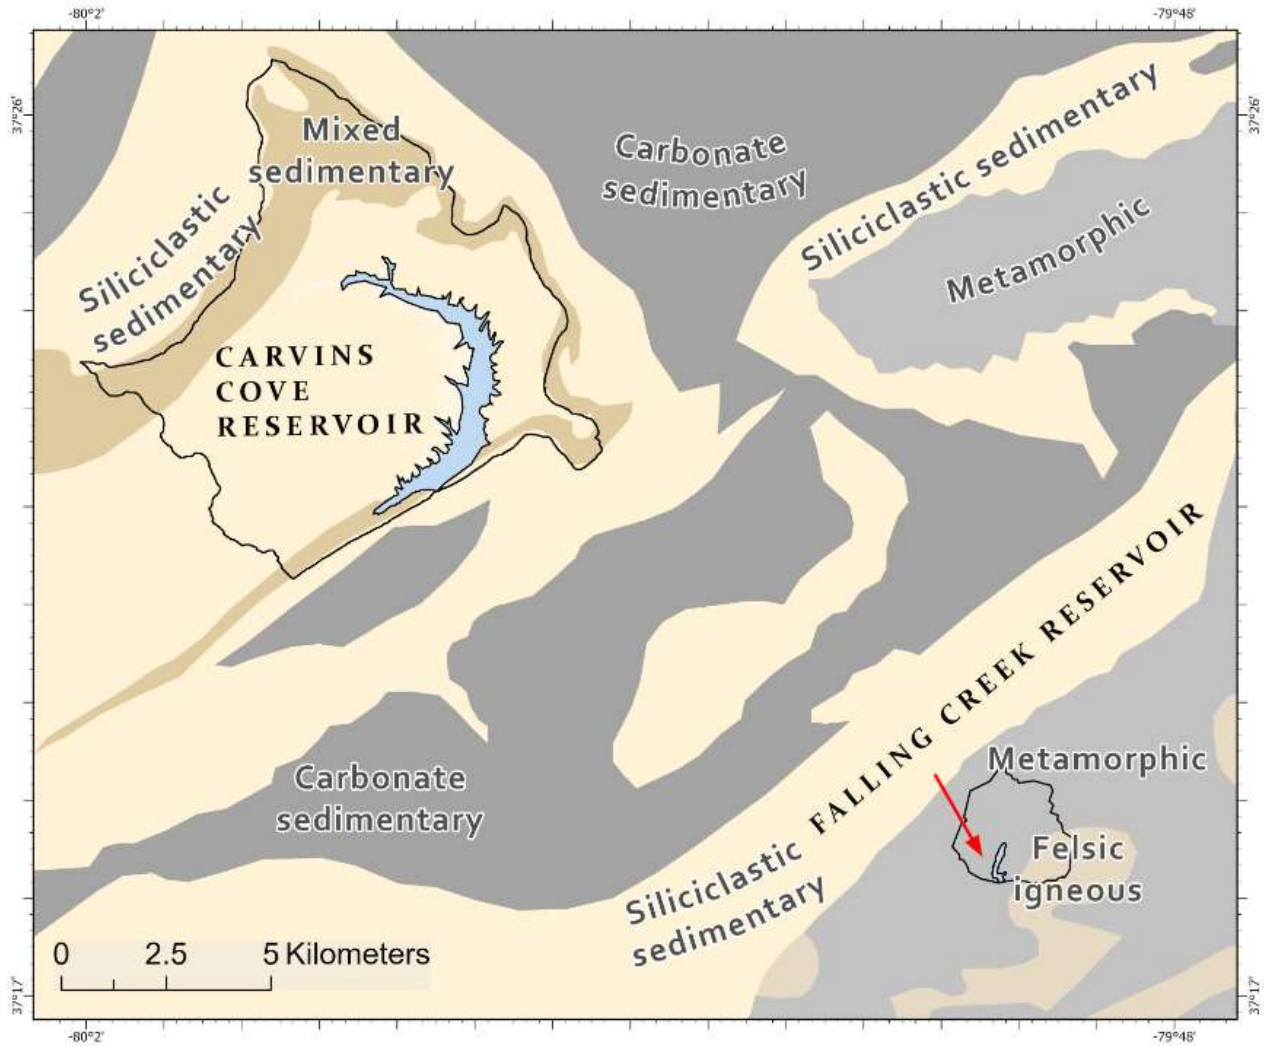 -80°2'
-79°48'
37°26'
37°26'
Mixed
sedimentary
Carbonate
sedimentary
Siliciclastic sedimentary
Siliciclastic
sedimentary
Metamorphic
CARVINS
COVE
RESERVOIR
FALLING CREEK RESERVOIR
Metamorphic
Carbonate
sedimentary
Felsic
igneous
Siliciclastic
sedimentary
0 2.5 5 Kilometers
37°17'
37°17'
-80°2'
-79°48'